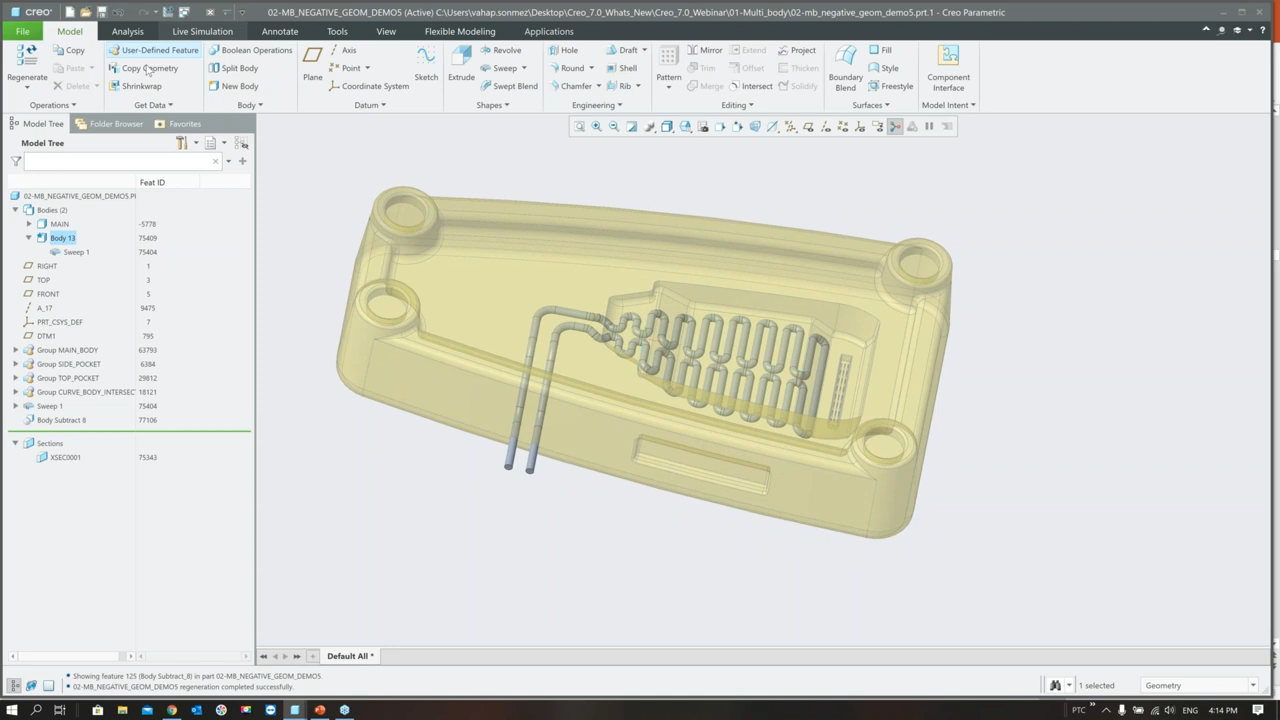 creo
02-MB_NEGATIVE_GEOM_DEMO5 (Active) C:\Users\vahap.sonmez\Desktop\Creo_7.0_Whats_New\Creo_7.0_Webinar\01-Multi_body\02-mb_negative_geom_demo5.prt.1 - Creo Parametric
File Model Analysis Live Simulation Annotate Tools View Flexible Modeling Applications
Regenerate
Copy
Paste
Delete
Operations
User-Defined Feature
Copy Geometry
Shrinkwrap
Get Data
Boolean Operations
Split Body
New Body
Body
Plane
Axis
Point
Coordinate System
Sketch
Datum
Extrude
Revolve
Sweep
Swept Blend
Shapes
Hole Draft
Round Shell
Chamfer Rib
Engineering
Pattern
Mirror Extend Project
Trim Offset Thicken
Merge Intersect Solidify
Editing
Boundary Blend
Fill
Style
Freestyle
Surfaces
Component Interface
Model Intent
Model Tree Folder Browser Favorites
Model Tree
Feat ID
02-MB_NEGATIVE_GEOM_DEMO5.PI
Bodies (2)
MAIN -5778
Body 13 75409
Sweep 1 75404
RIGHT 1
TOP 3
FRONT 5
A_17 9475
PRT_CSYS_DEF 7
DTM1 795
Group MAIN_BODY 63793
Group SIDE_POCKET 6384
Group TOP_POCKET 29812
Group CURVE_BODY_INTERSEC 18121
Sweep 1 75404
Body Subtract 8 77106
Sections
XSEC0001 75343
Default All *
Showing feature 125 (Body Subtract_8) in part 02-MB_NEGATIVE_GEOM_DEMO5.
02-MB_NEGATIVE_GEOM_DEMO5 regeneration completed successfully.
1 selected
Geometry
PTC » ENG 4:14 PM